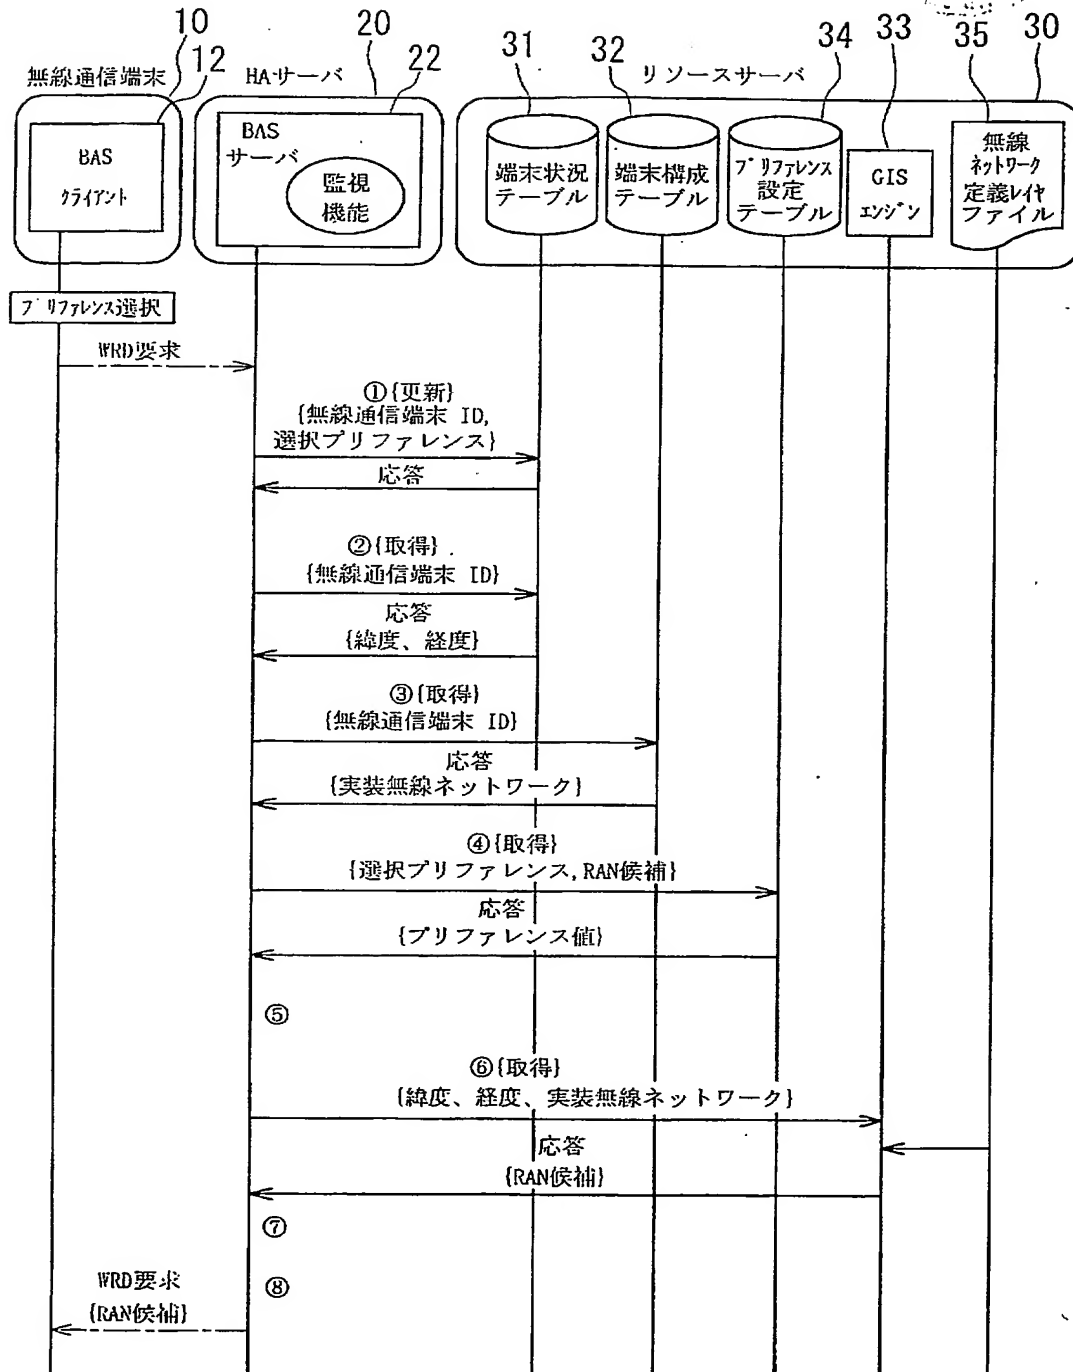 10
20
31
32
34
33
35
30
無線通信端末
12
HAサーバ
22
リソースサーバ
BAS
クライアント
BAS
サーバ
監視
機能
端末状況
テーブル
端末構成
テーブル
プリファレンス
設定
テーブル
GIS
エンジン
無線
ネットワーク
定義レイヤ
ファイル
プリファレンス選択
WRD要求
①{更新}
{無線通信端末 ID,
選択プリファレンス}
応答
②{取得}
{無線通信端末 ID}
応答
{緯度、経度}
③{取得}
{無線通信端末 ID}
応答
{実装無線ネットワーク}
④{取得}
{選択プリファレンス,RAN候補}
応答
{プリファレンス値}
⑤
⑥{取得}
{緯度、経度、実装無線ネットワーク}
応答
{RAN候補}
⑦
⑧
WRD要求
{RAN候補}